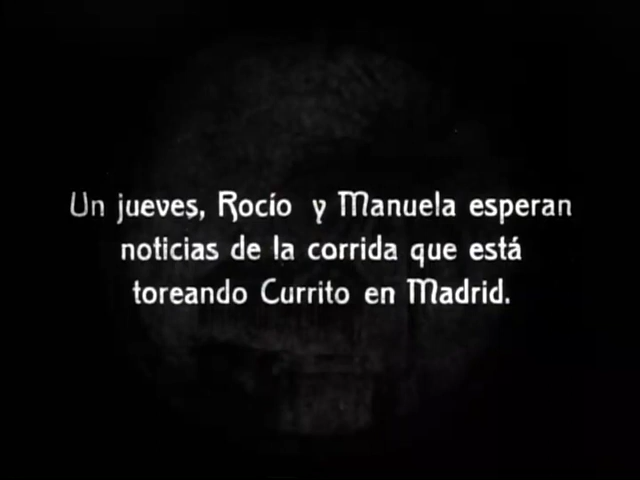 Un jueves, Rocío y Manuela esperan
noticias de la corrida que está
toreando Currito en Madrid.